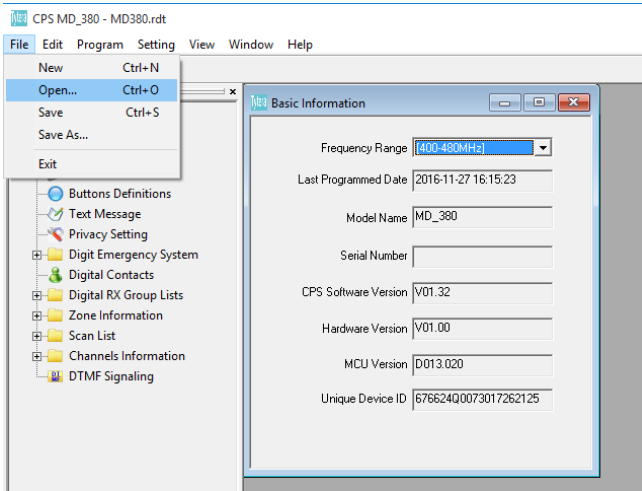 CPS MD_380 - MD380.rdt
File Edit Program Setting View Window Help
New Ctrl+N
Open... Ctrl+O
Save Ctrl+S
Save As...
Exit
Buttons Definitions
Text Message
Privacy Setting
Digit Emergency System
Digital Contacts
Digital RX Group Lists
Zone Information
Scan List
Channels Information
DTMF Signaling
Basic Information
Frequency Range [400-480MHz]
Last Programmed Date 2016-11-27 16:15:23
Model Name MD_380
Serial Number
CPS Software Version V01.32
Hardware Version V01.00
MCU Version D013.020
Unique Device ID 676624Q0073017262125